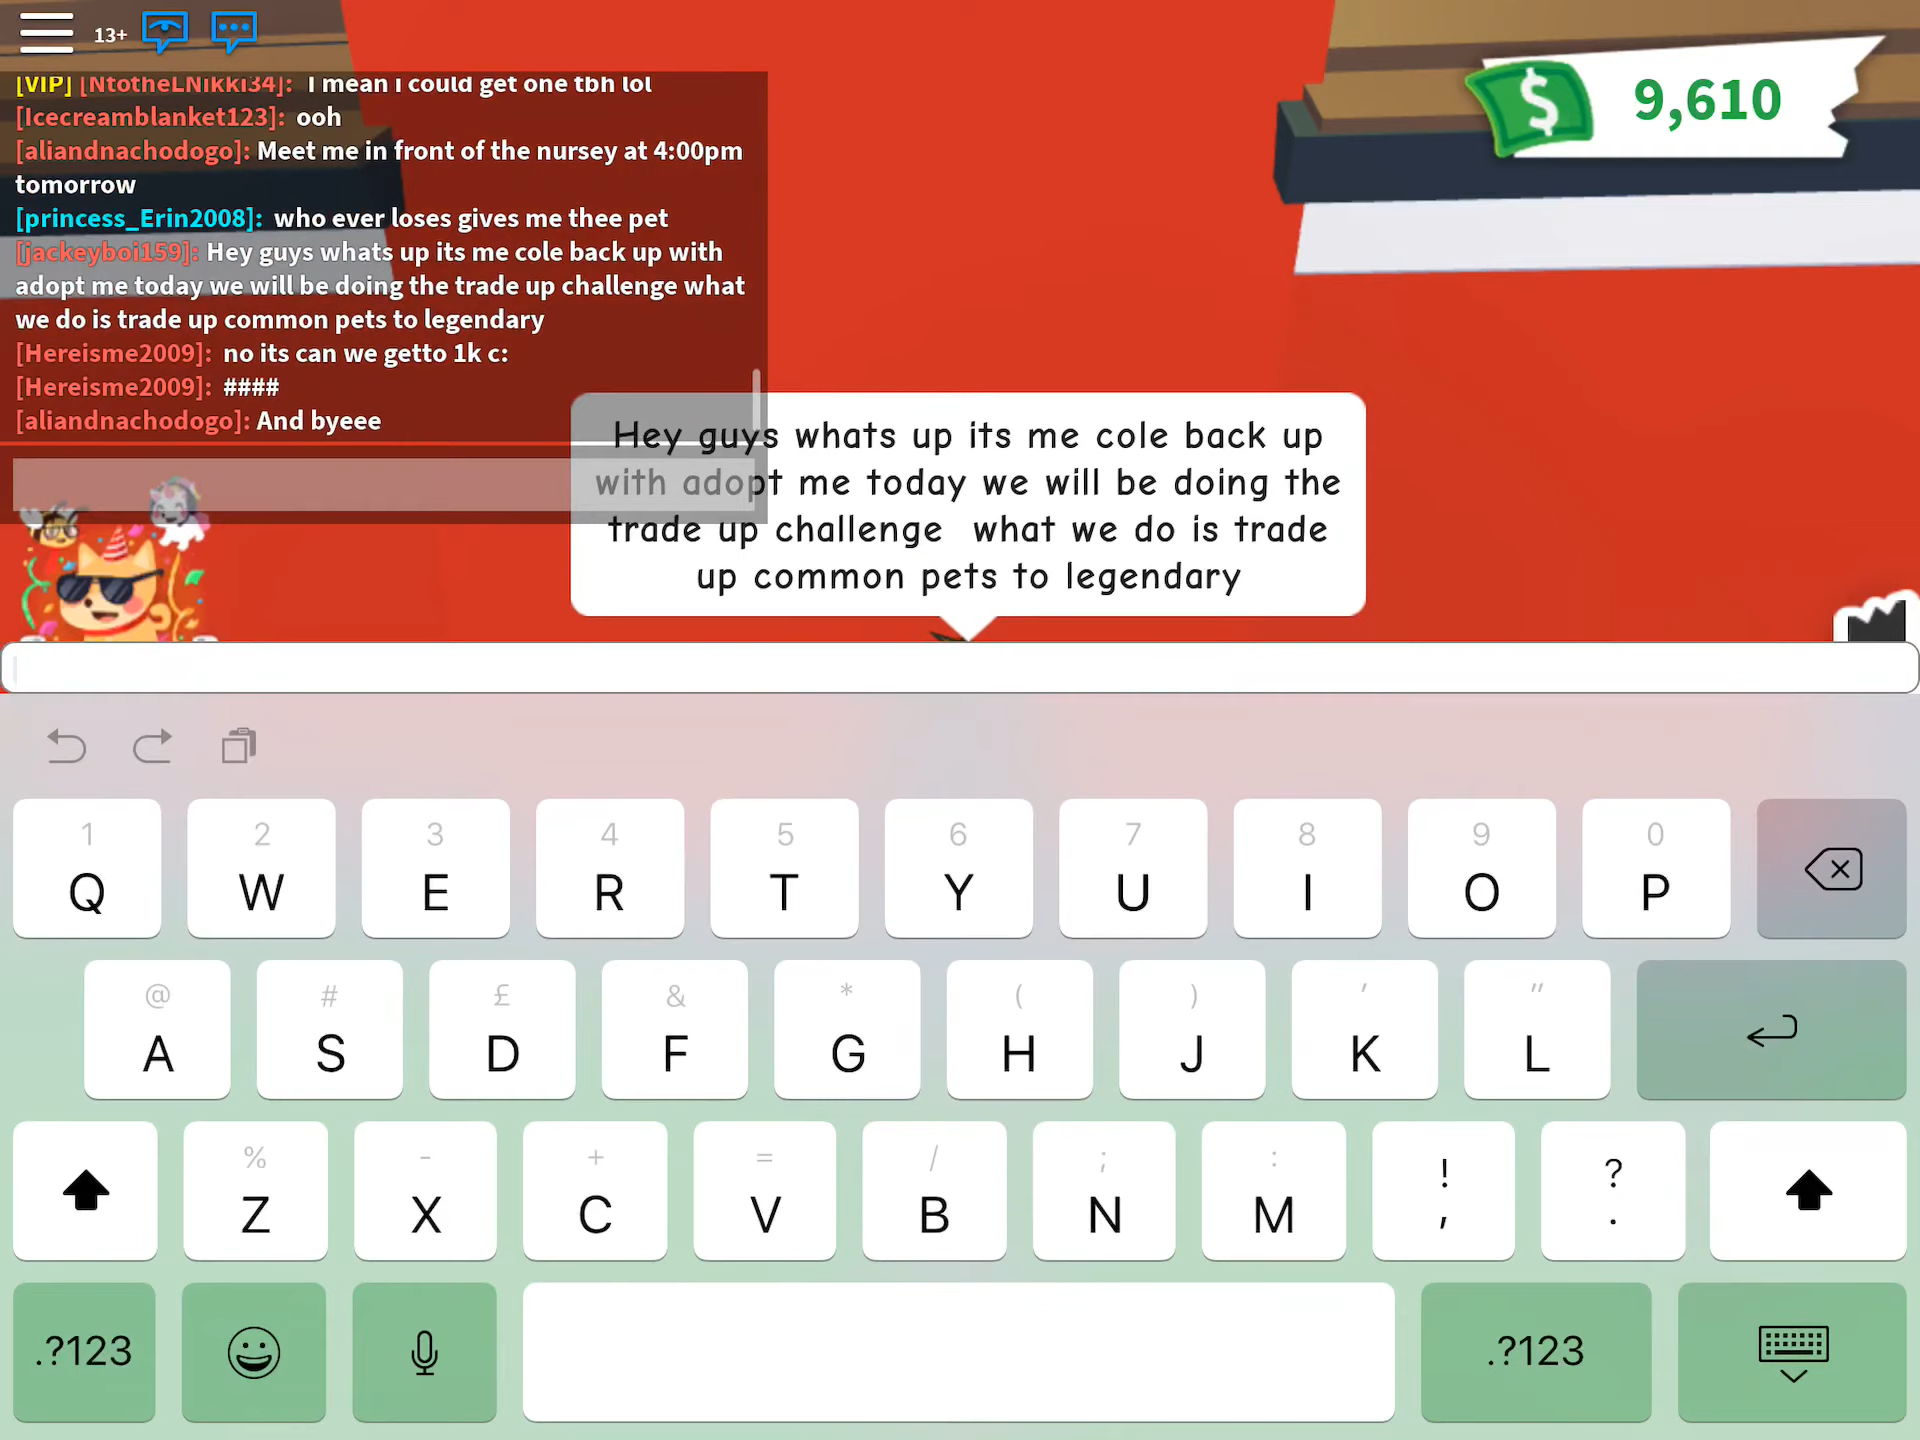 13+
[VIP] [NtotheLNikki34]: I mean i could get one tbh lol
[Icecreamblanket123]: ooh
[aliandnachodogo]: Meet me in front of the nursey at 4:00pm
tomorrow
[princess_Erin2008]: who ever loses gives me thee pet
[jackeyboi159]: Hey guys whats up its me cole back up with
adopt me today we will be doing the trade up challenge what
we do is trade up common pets to legendary
[Hereisme2009]: no its can we getto 1k c:
[Hereisme2009]: ####
[aliandnachodogo]: And byeee
$ 9,610
Hey guys whats up its me cole back up
with adopt me today we will be doing the
trade up challenge what we do is trade
up common pets to legendary
1 2 3 4 5 6 7 8 9 0
Q W E R T Y U I O P
@ # £ & * ( ) ' "
A S D F G H J K L
% - + = / ; : ! ?
Z X C V B N M , .
.?123 .?123